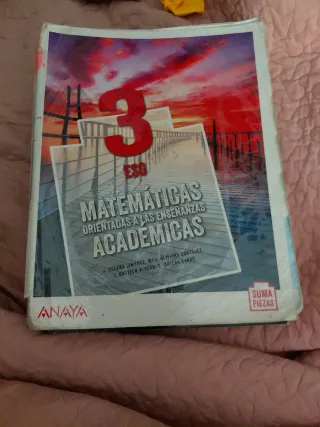 3
ESO
MATEMÁTICAS
ORIENTADAS A LAS ENSEÑANZAS
ACADÉMICAS
ANAYA
SUMA
PIEZAS